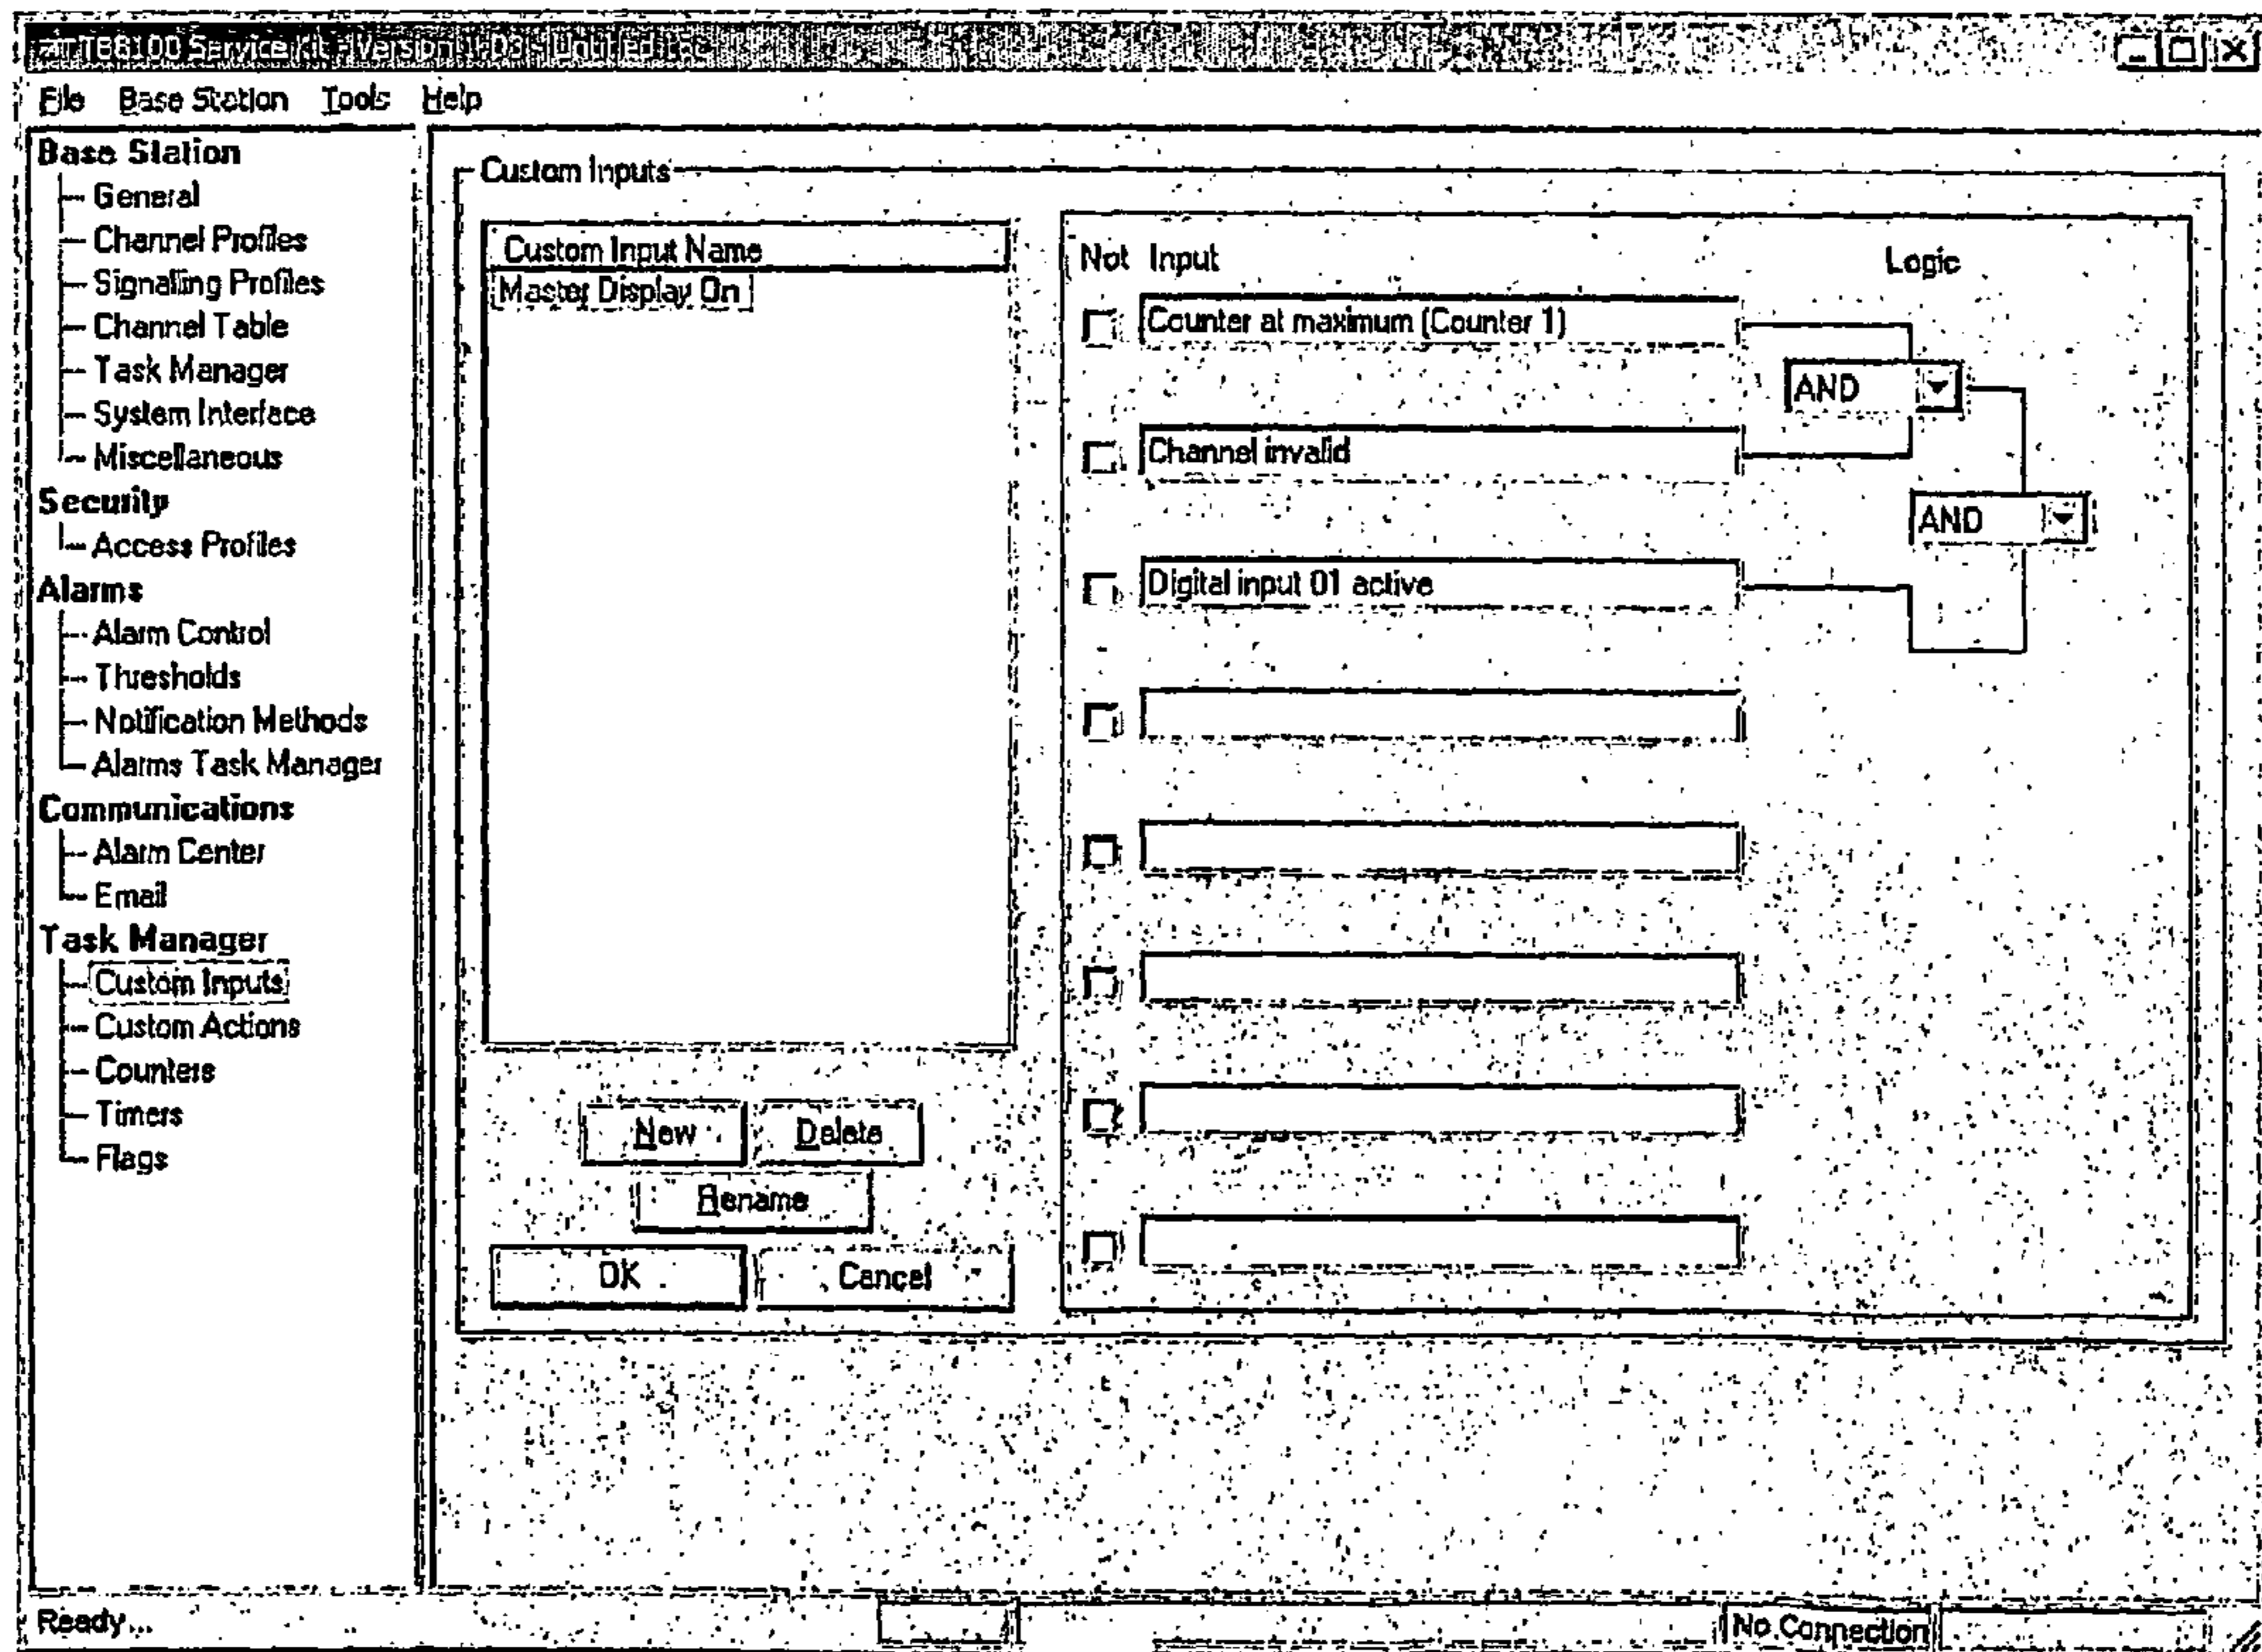 TB8100 Service Kit - Version 1.03 - Untitled
File Base Station Tools Help
Base Station
General
Channel Profiles
Signalling Profiles
Channel Table
Task Manager
System Interface
Miscellaneous
Security
Access Profiles
Alarms
Alarm Control
Thresholds
Notification Methods
Alarms Task Manager
Communications
Alarm Center
Email
Task Manager
Custom Inputs
Custom Actions
Counters
Timers
Flags
Custom Inputs
Custom Input Name
Master Display On
New Delete
Rename
OK Cancel
Not Input Logic
Counter at maximum (Counter 1)
AND
Channel invalid
AND
Digital input 01 active
Ready...
No Connection